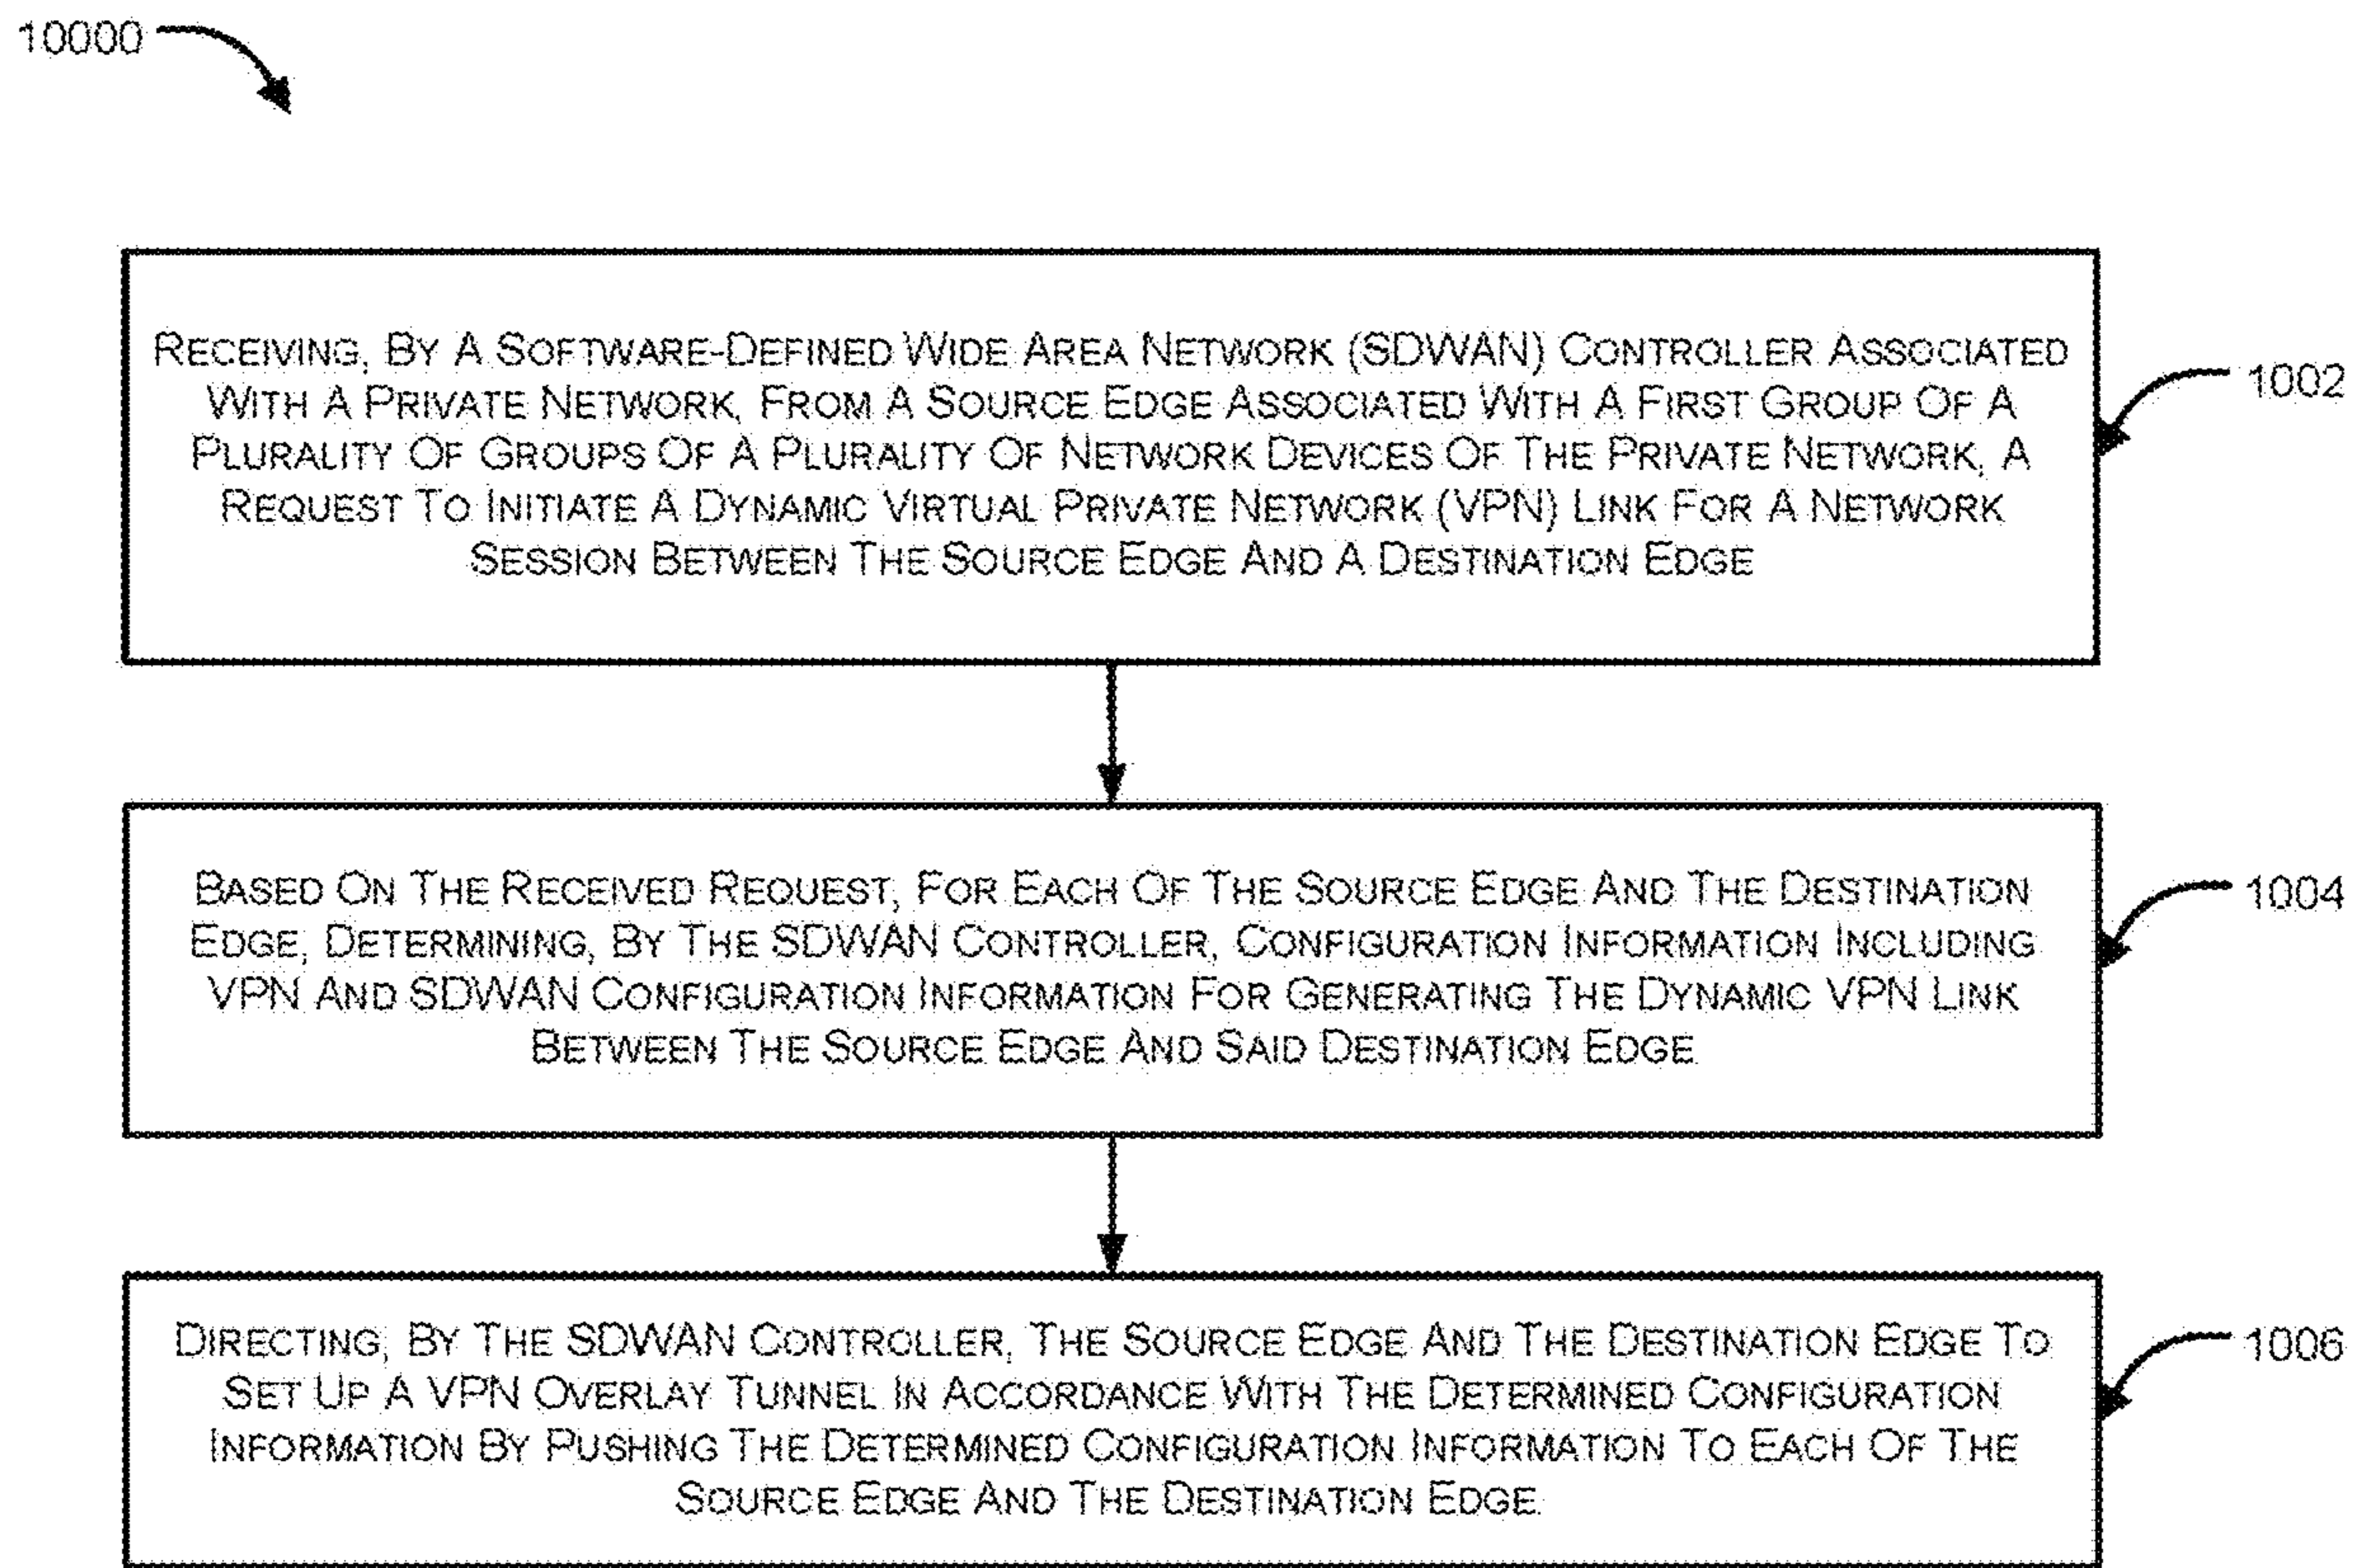 10000
RECEIVING, BY A SOFTWARE-DEFINED WIDE AREA NETWORK (SDWAN) CONTROLLER ASSOCIATED
WITH A PRIVATE NETWORK, FROM A SOURCE EDGE ASSOCIATED WITH A FIRST GROUP OF A
PLURALITY OF GROUPS OF A PLURALITY OF NETWORK DEVICES OF THE PRIVATE NETWORK, A
REQUEST TO INITIATE A DYNAMIC VIRTUAL PRIVATE NETWORK (VPN) LINK FOR A NETWORK
SESSION BETWEEN THE SOURCE EDGE AND A DESTINATION EDGE
1002
BASED ON THE RECEIVED REQUEST, FOR EACH OF THE SOURCE EDGE AND THE DESTINATION
EDGE, DETERMINING, BY THE SDWAN CONTROLLER, CONFIGURATION INFORMATION INCLUDING
VPN AND SDWAN CONFIGURATION INFORMATION FOR GENERATING THE DYNAMIC VPN LINK
BETWEEN THE SOURCE EDGE AND SAID DESTINATION EDGE
1004
DIRECTING, BY THE SDWAN CONTROLLER, THE SOURCE EDGE AND THE DESTINATION EDGE TO
SET UP A VPN OVERLAY TUNNEL IN ACCORDANCE WITH THE DETERMINED CONFIGURATION
INFORMATION BY PUSHING THE DETERMINED CONFIGURATION INFORMATION TO EACH OF THE
SOURCE EDGE AND THE DESTINATION EDGE.
1006